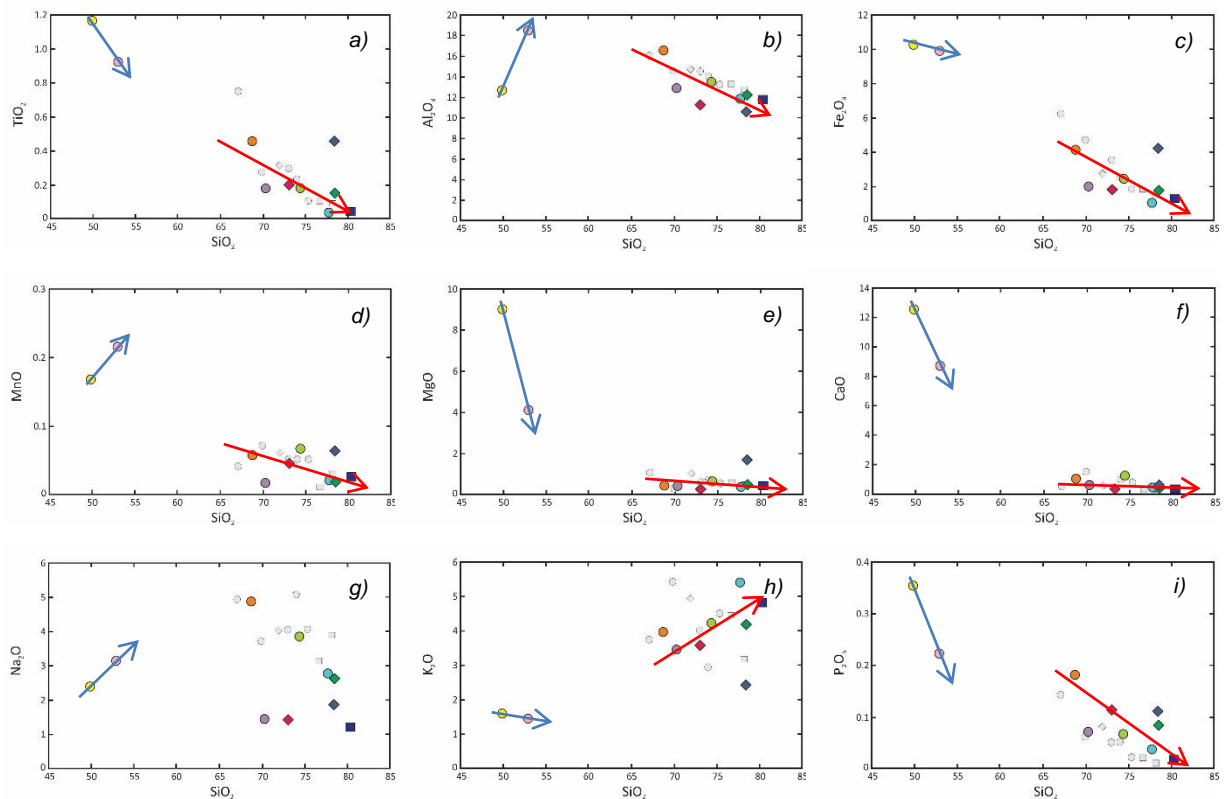 a)
TiO₂
1.2
1.0
0.8
0.6
0.4
0.2
0
45 50 55 60 65 70 75 80 85
SiO₂
b)
Al₂O₄
20
18
16
14
12
10
8
6
4
2
0
45 50 55 60 65 70 75 80 85
SiO₂
c)
Fe₂O₄
12
10
8
6
4
2
0
45 50 55 60 65 70 75 80 85
SiO₂
d)
MnO
0.3
0.2
0.1
0
45 50 55 60 65 70 75 80 85
SiO₂
e)
MgO
10
8
6
4
2
0
45 50 55 60 65 70 75 80 85
SiO₂
f)
CaO
14
12
10
8
6
4
2
0
45 50 55 60 65 70 75 80 85
SiO₂
g)
Na₂O
6
5
4
3
2
1
0
45 50 55 60 65 70 75 80 85
SiO₂
h)
K₂O
6
5
4
3
2
1
0
45 50 55 60 65 70 75 80 85
SiO₂
i)
P₂O₅
0.4
0.3
0.2
0.1
0
45 50 55 60 65 70 75 80 85
SiO₂